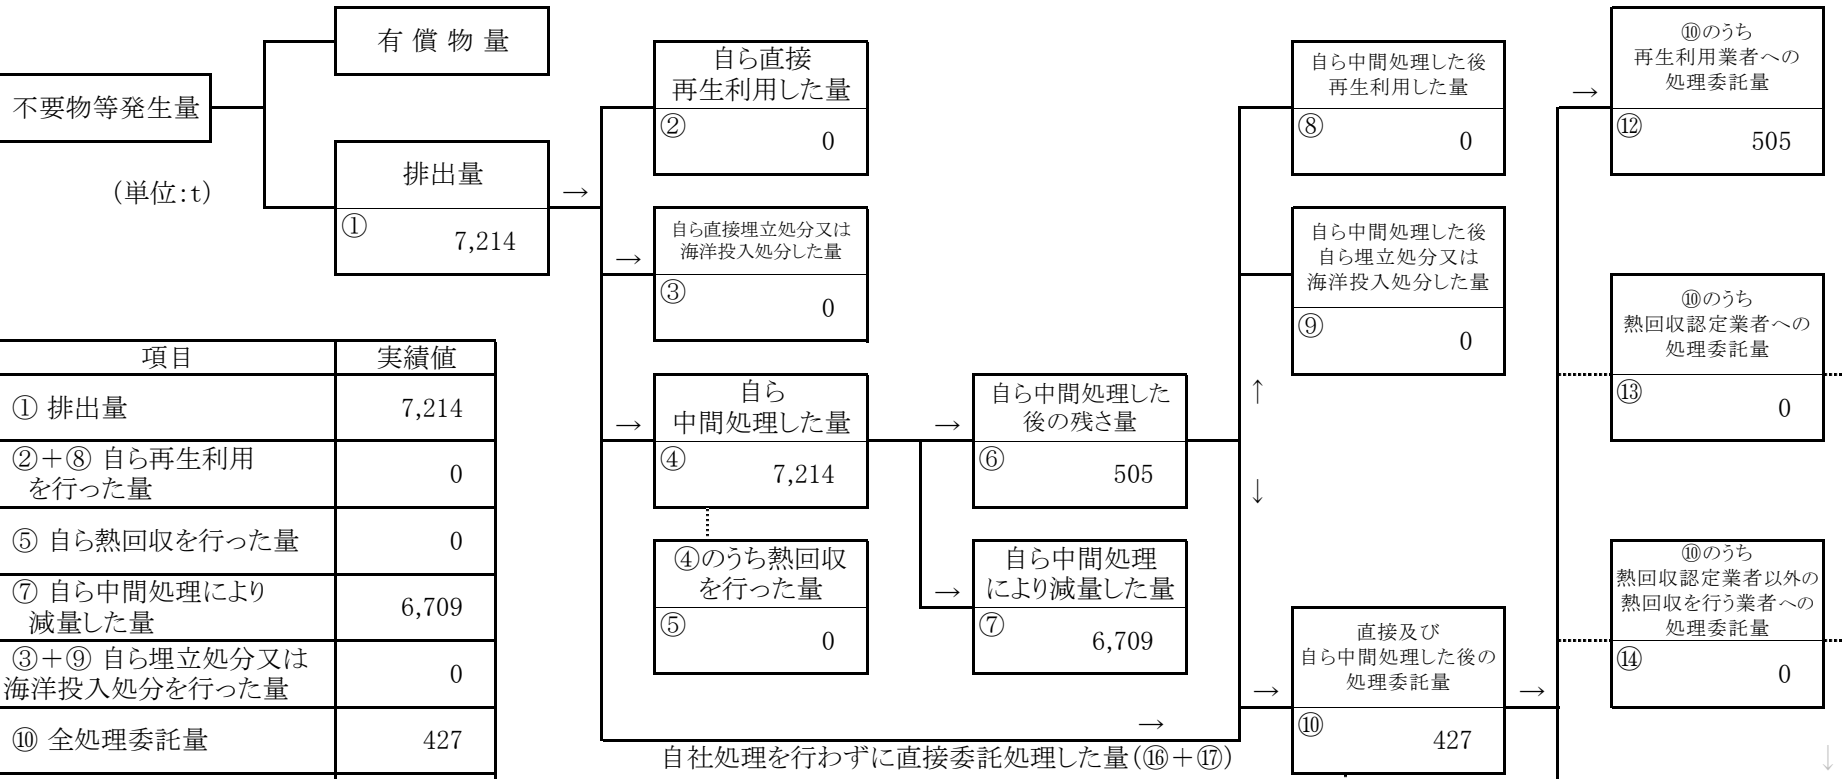 有償物量
不要物等発生量
(単位:t)
排出量
① 7,214
→
自ら直接
再生利用した量
② 0
→
自ら直接埋立処分又は
海洋投入処分した量
③ 0
→
自ら
中間処理した量
④ 7,214
④のうち熱回収
を行った量
⑤ 0
→
自ら中間処理した
後の残さ量
⑥ 505
→
自ら中間処理
により減量した量
⑦ 6,709
自ら中間処理した後
再生利用した量
⑧ 0
自ら中間処理した後
自ら埋立処分又は
海洋投入処分した量
⑨ 0
↑
↓
→
直接及び
自ら中間処理した後の
処理委託量
⑩ 427
→
→
自社処理を行わずに直接委託処理した量(⑯+⑰)
→
⑩のうち
再生利用業者への
処理委託量
⑫ 505
⑩のうち
熱回収認定業者への
処理委託量
⑬ 0
⑩のうち
熱回収認定業者以外の
熱回収を行う業者への
処理委託量
⑭ 0
↓
項目 実績値
① 排出量 7,214
②+⑧ 自ら再生利用
を行った量 0
⑤ 自ら熱回収を行った量 0
⑦ 自ら中間処理により
減量した量 6,709
③+⑨ 自ら埋立処分又は
海洋投入処分を行った量 0
⑩ 全処理委託量 427